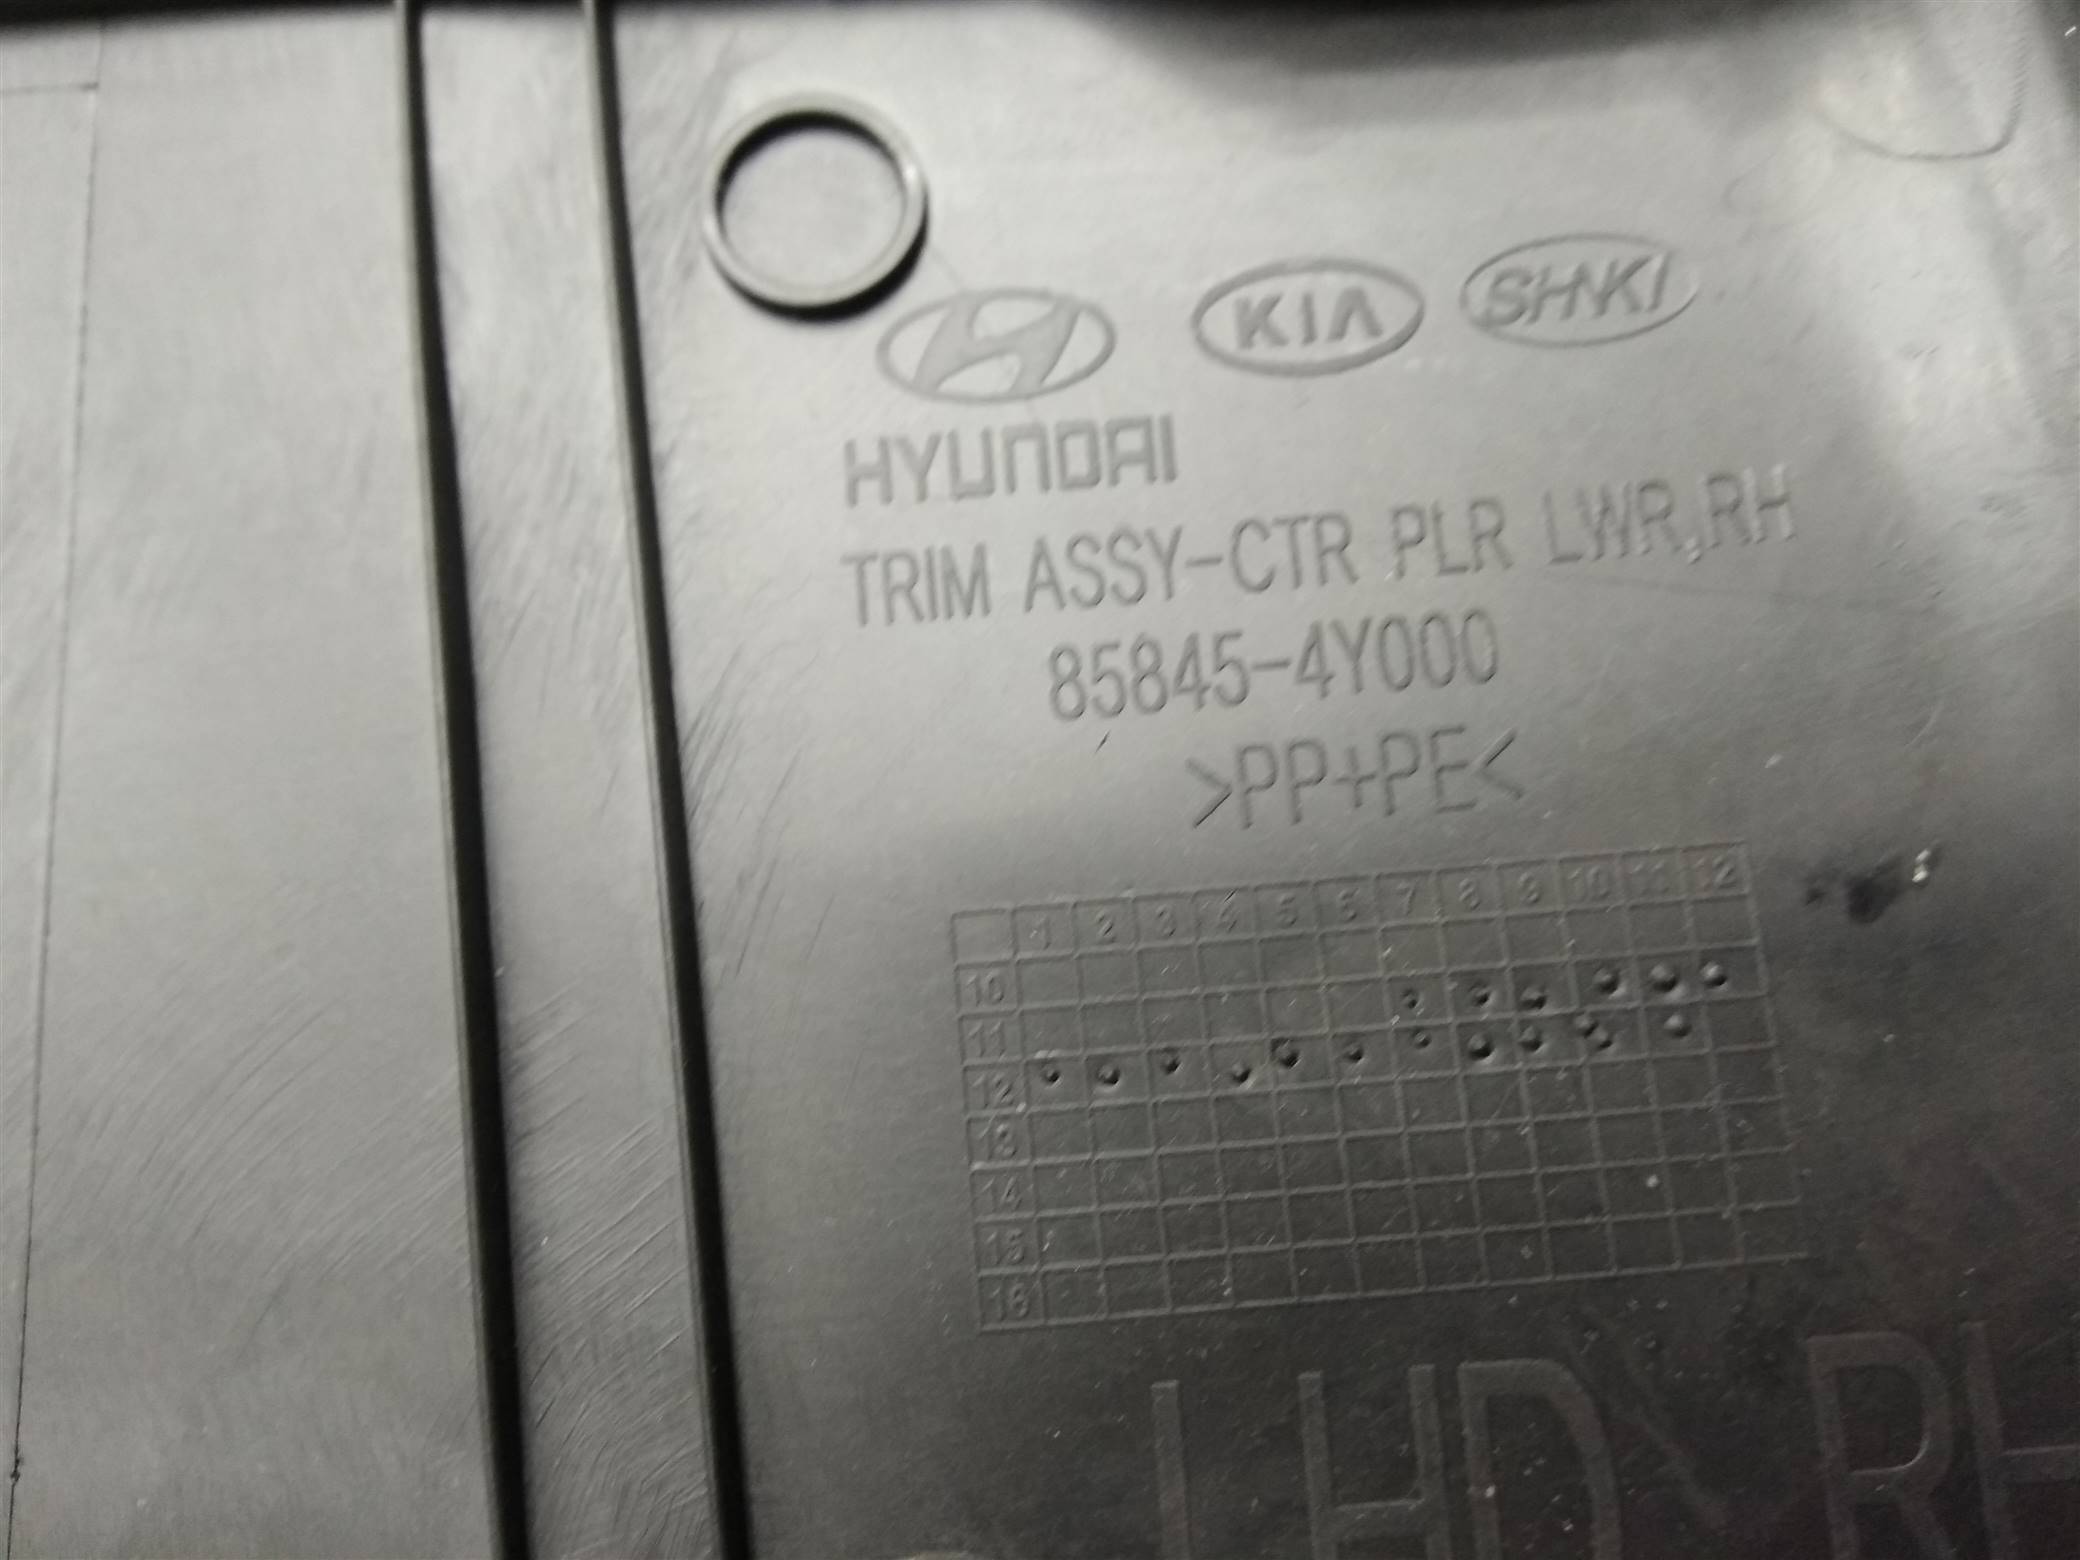 KIA SHNKI
HYUNDAI
TRIM ASSY-CTR PLR LWR,RH
85845-4Y000
>PP+PE<
1 2 3 4 5 6 7 8 9 10 11 12
10
11
12
13
14
15
16
LHD RH